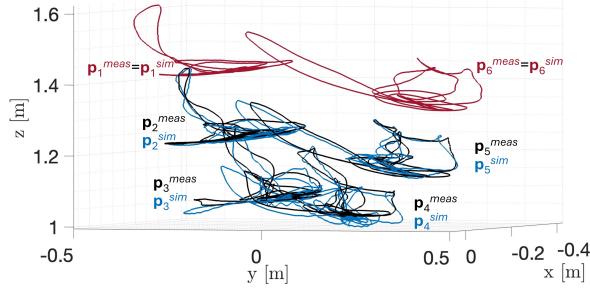 1.6
1.4
1.2
1
z [m]
p₁ᵐᵉᵃˢ=p₁ˢⁱᵐ
p₆ᵐᵉᵃˢ=p₆ˢⁱᵐ
p₂ᵐᵉᵃˢ
p₂ˢⁱᵐ
p₅ᵐᵉᵃˢ
p₅ˢⁱᵐ
p₃ᵐᵉᵃˢ
p₃ˢⁱᵐ
p₄ᵐᵉᵃˢ
p₄ˢⁱᵐ
-0.5
0
0.5
0
-0.2
-0.4
y [m]
x [m]